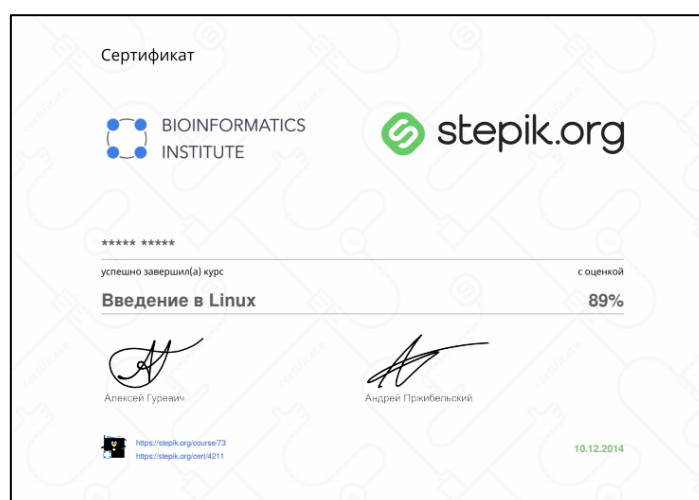 Сертификат
BIOINFORMATICS
INSTITUTE
stepik.org
***** *****
успешно завершил(а) курс с оценкой
Введение в Linux 89%
Алексей Гуревич Андрей Пржибельский
https://stepik.org/course/73
https://stepik.org/cert/4211
10.12.2014